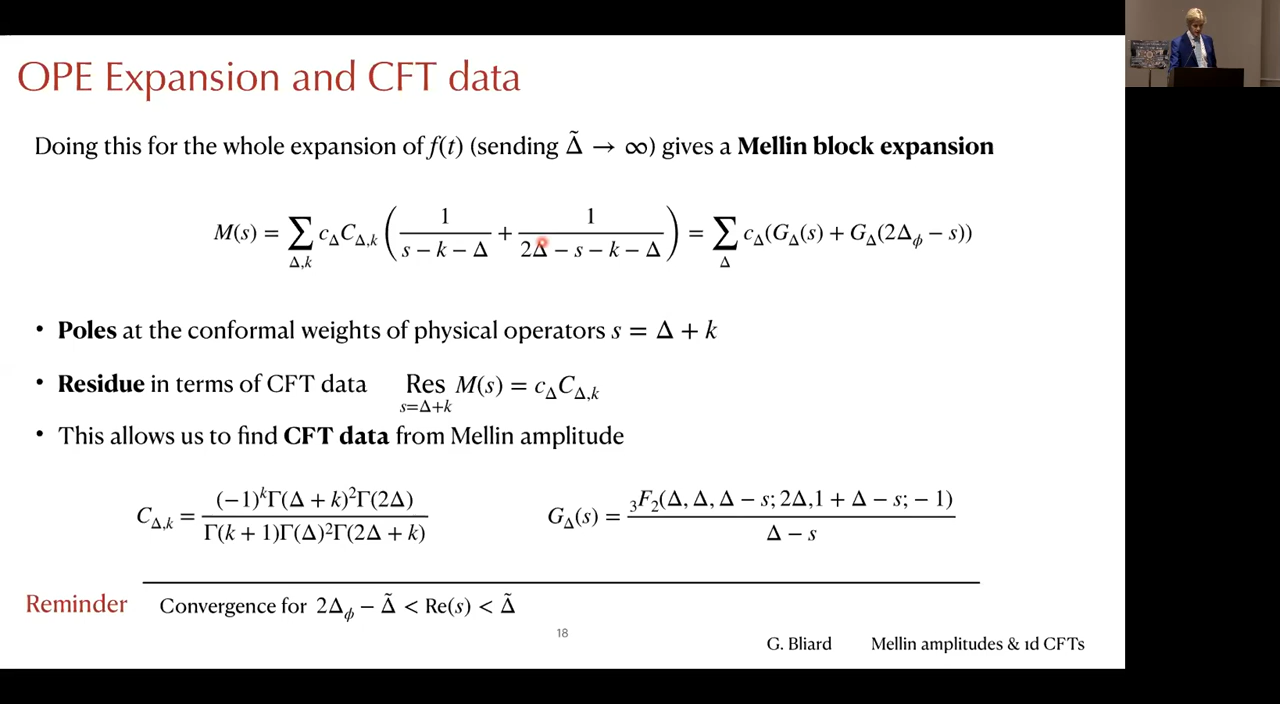 OPE Expansion and CFT data
Doing this for the whole expansion of f(t) (sending Δ̃ → ∞) gives a Mellin block expansion
M(s) = ∑_{Δ,k} c_Δ C_{Δ,k} ( 1/(s − k − Δ) + 1/(2Δ − s − k − Δ) ) = ∑_Δ c_Δ(G_Δ(s) + G_Δ(2Δ_ϕ − s))
• Poles at the conformal weights of physical operators s = Δ + k
• Residue in terms of CFT data Res_{s=Δ+k} M(s) = c_Δ C_{Δ,k}
• This allows us to find CFT data from Mellin amplitude
C_{Δ,k} = (−1)^k Γ(Δ + k)² Γ(2Δ) / Γ(k + 1)Γ(Δ)² Γ(2Δ + k) G_Δ(s) = ₃F₂(Δ, Δ, Δ − s; 2Δ,1 + Δ − s; − 1) / Δ − s
Reminder Convergence for 2Δ_ϕ − Δ̃ < Re(s) < Δ̃
18
G. Bliard Mellin amplitudes & 1d CFTs